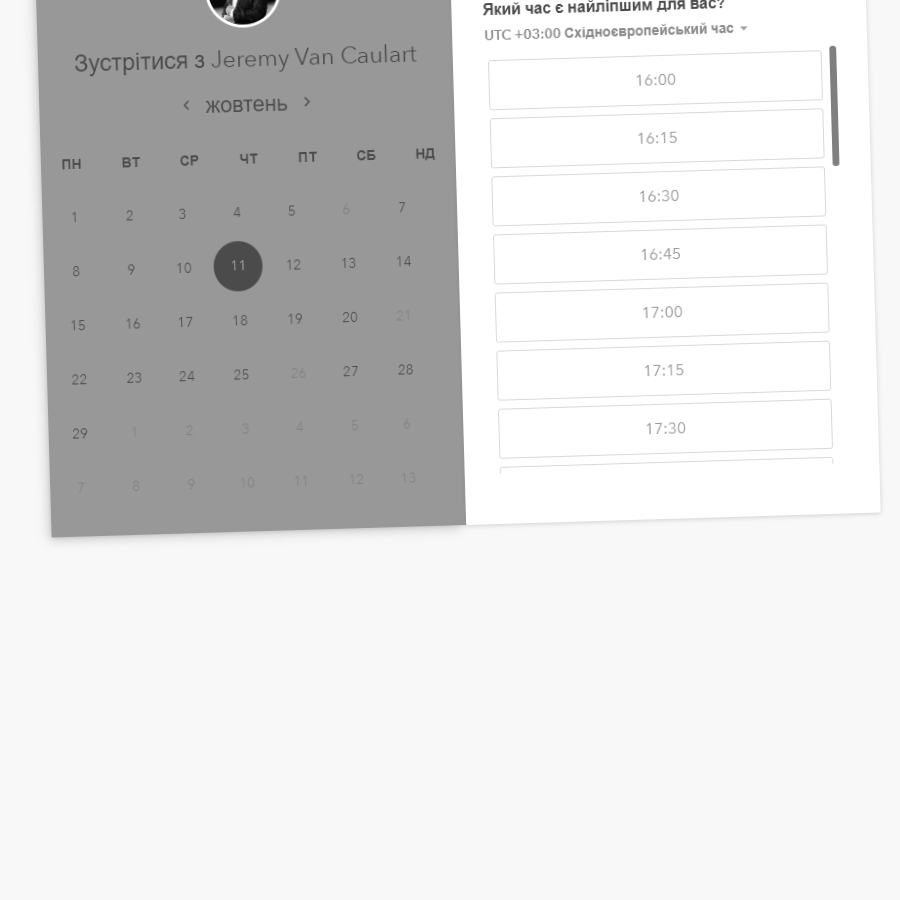 Зустрітися з Jeremy Van Caulart
‹ жовтень ›
ПН ВТ СР ЧТ ПТ СБ НД
1 2 3 4 5 6 7
8 9 10 11 12 13 14
15 16 17 18 19 20 21
22 23 24 25 26 27 28
29 1 2 3 4 5 6
7 8 9 10 11 12 13
Який час є найліпшим для вас?
UTC +03:00 Східноєвропейський час
16:00
16:15
16:30
16:45
17:00
17:15
17:30